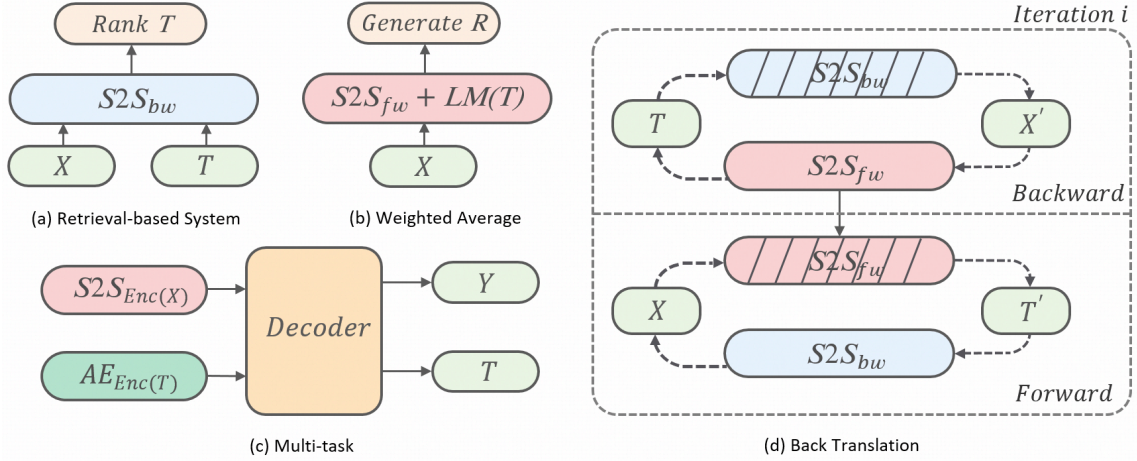 Rank T
S2S_bw
X
T
(a) Retrieval-based System
Generate R
S2S_fw + LM(T)
X
(b) Weighted Average
S2S_Enc(X)
AE_Enc(T)
Decoder
Y
T
(c) Multi-task
Iteration i
S2S_bw
T
X′
S2S_fw
Backward
S2S_fw
X
T′
S2S_bw
Forward
(d) Back Translation